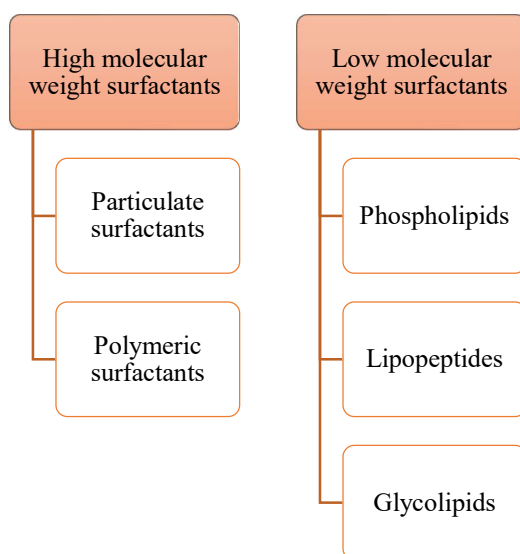 High molecular
weight surfactants
Particulate
surfactants
Polymeric
surfactants
Low molecular
weight surfactants
Phospholipids
Lipopeptides
Glycolipids